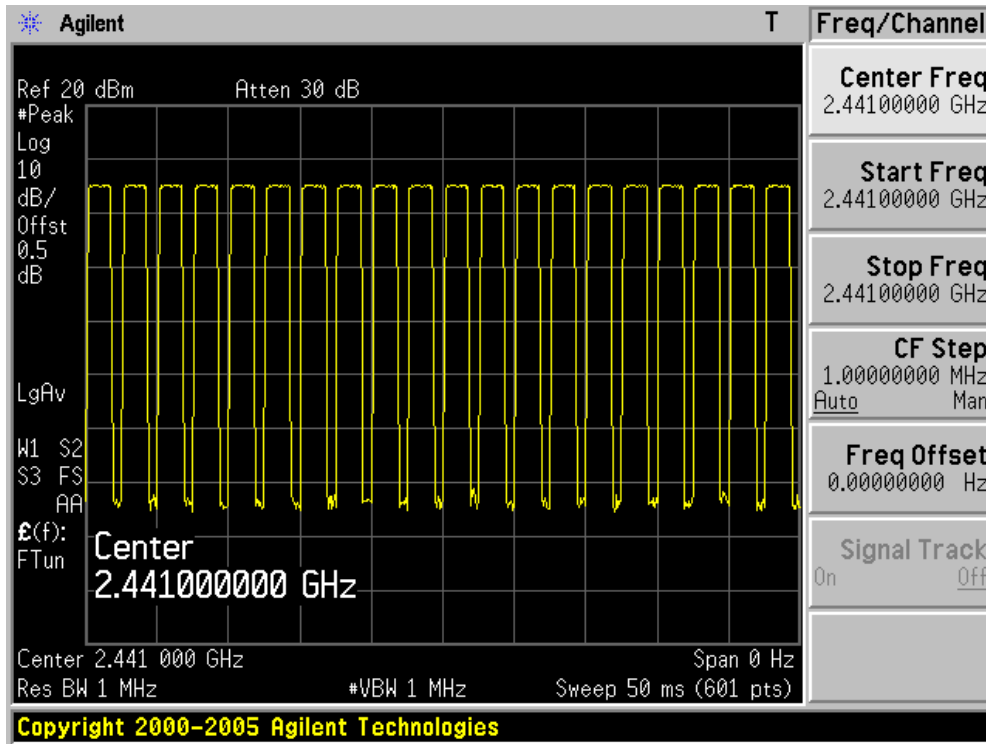 Agilent T Freq/Channel
Ref 20 dBm Atten 30 dB
#Peak
Log
10
dB/
Offst
0.5
dB
LgAv
W1 S2
S3 FS
AA
£(f):
FTun
Center
2.441000000 GHz
Center 2.441 000 GHz Span 0 Hz
Res BW 1 MHz #VBW 1 MHz Sweep 50 ms (601 pts)
Copyright 2000-2005 Agilent Technologies
Center Freq
2.44100000 GHz
Start Freq
2.44100000 GHz
Stop Freq
2.44100000 GHz
CF Step
1.00000000 MHz
Auto Man
Freq Offset
0.00000000 Hz
Signal Track
On Off